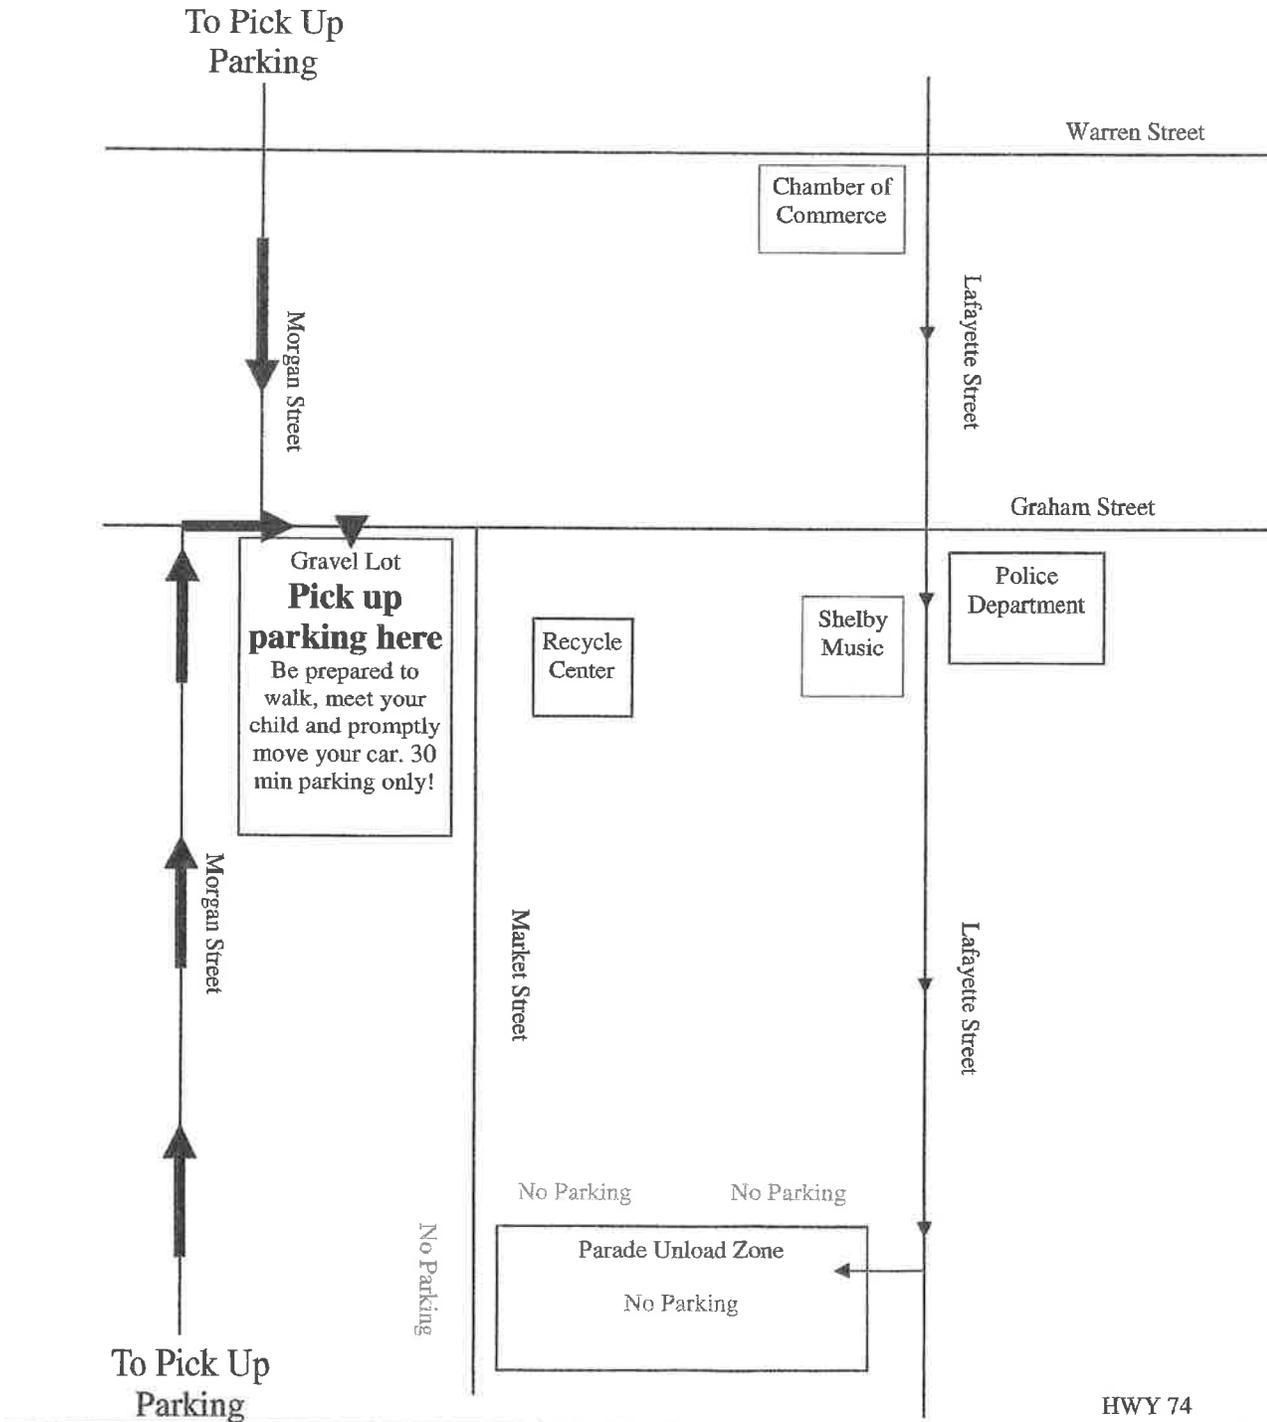 To Pick Up
Parking
Warren Street
Chamber of
Commerce
Lafayette Street
Morgan Street
Graham Street
Gravel Lot
Pick up
parking here
Be prepared to
walk, meet your
child and promptly
move your car. 30
min parking only!
Recycle
Center
Shelby
Music
Police
Department
Morgan Street
Market Street
Lafayette Street
No Parking
No Parking
No Parking
Parade Unload Zone
No Parking
To Pick Up
Parking
HWY 74